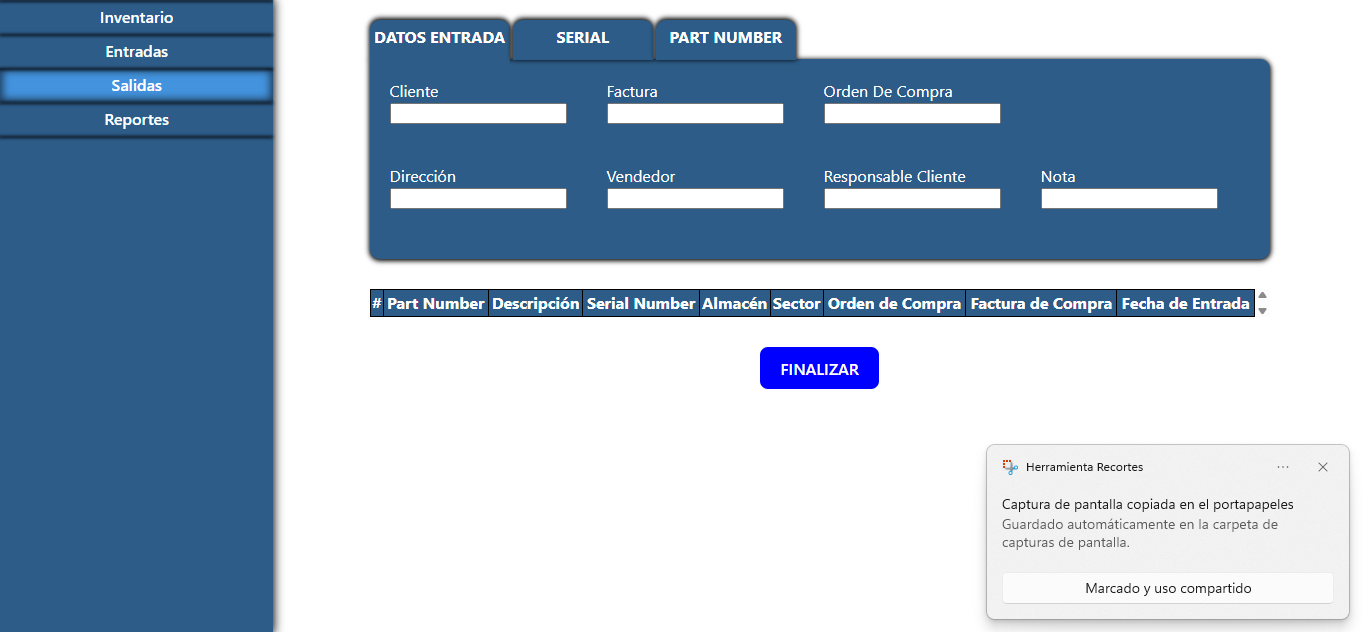 Inventario
Entradas
Salidas
Reportes
DATOS ENTRADA SERIAL PART NUMBER
Cliente Factura Orden De Compra
Dirección Vendedor Responsable Cliente Nota
# Part Number Descripción Serial Number Almacén Sector Orden de Compra Factura de Compra Fecha de Entrada
FINALIZAR
Herramienta Recortes
Captura de pantalla copiada en el portapapeles
Guardado automáticamente en la carpeta de
capturas de pantalla.
Marcado y uso compartido